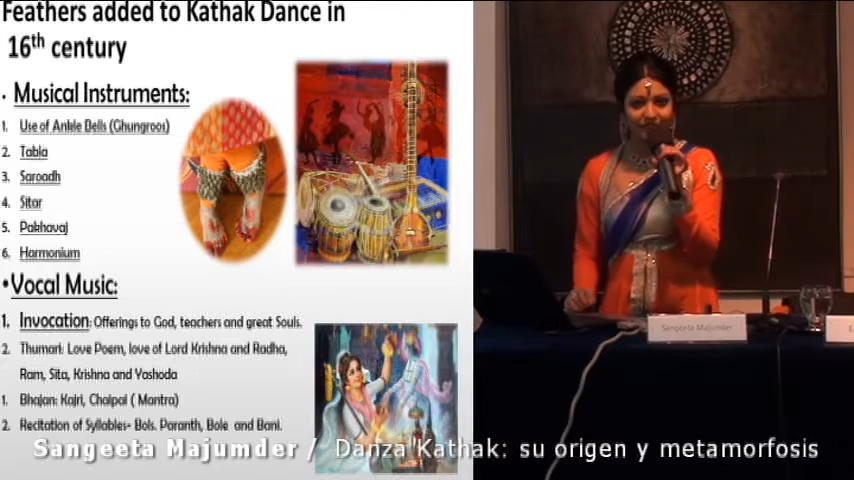 Feathers added to Kathak Dance in
16th century
• Musical Instruments:
1. Use of Ankle Bells (Ghungroos)
2. Tabla
3. Saroadh
4. Sitar
5. Pakhavaj
6. Harmonium
•Vocal Music:
1. Invocation: Offerings to God, teachers and great Souls.
2. Thumari: Love Poem, love of Lord Krishna and Radha,
Ram, Sita, Krishna and Yashoda
1. Bhajan: Kajri, Chaipai ( Mantra)
2. Recitation of Syllables- Bols. Paranth, Bole and Bani.
Sangeeta Majumder
Sangeeta Majumder / Danza Kathak: su origen y metamorfosis